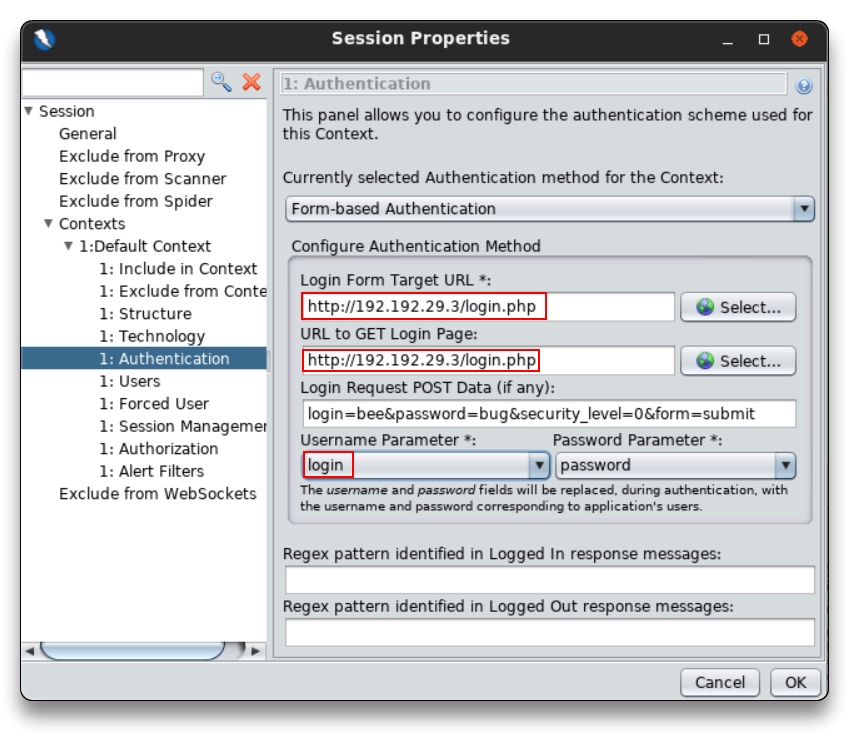 Session Properties
Session
General
Exclude from Proxy
Exclude from Scanner
Exclude from Spider
Contexts
1:Default Context
1: Include in Context
1: Exclude from Conte
1: Structure
1: Technology
1: Authentication
1: Users
1: Forced User
1: Session Managemer
1: Authorization
1: Alert Filters
Exclude from WebSockets
1: Authentication
This panel allows you to configure the authentication scheme used for
this Context.
Currently selected Authentication method for the Context:
Form-based Authentication
Configure Authentication Method
Login Form Target URL *:
http://192.192.29.3/login.php
Select...
URL to GET Login Page:
http://192.192.29.3/login.php
Select...
Login Request POST Data (if any):
login=bee&password=bug&security_level=0&form=submit
Username Parameter *: Password Parameter *:
login password
The username and password fields will be replaced, during authentication, with
the username and password corresponding to application's users.
Regex pattern identified in Logged In response messages:
Regex pattern identified in Logged Out response messages:
Cancel OK